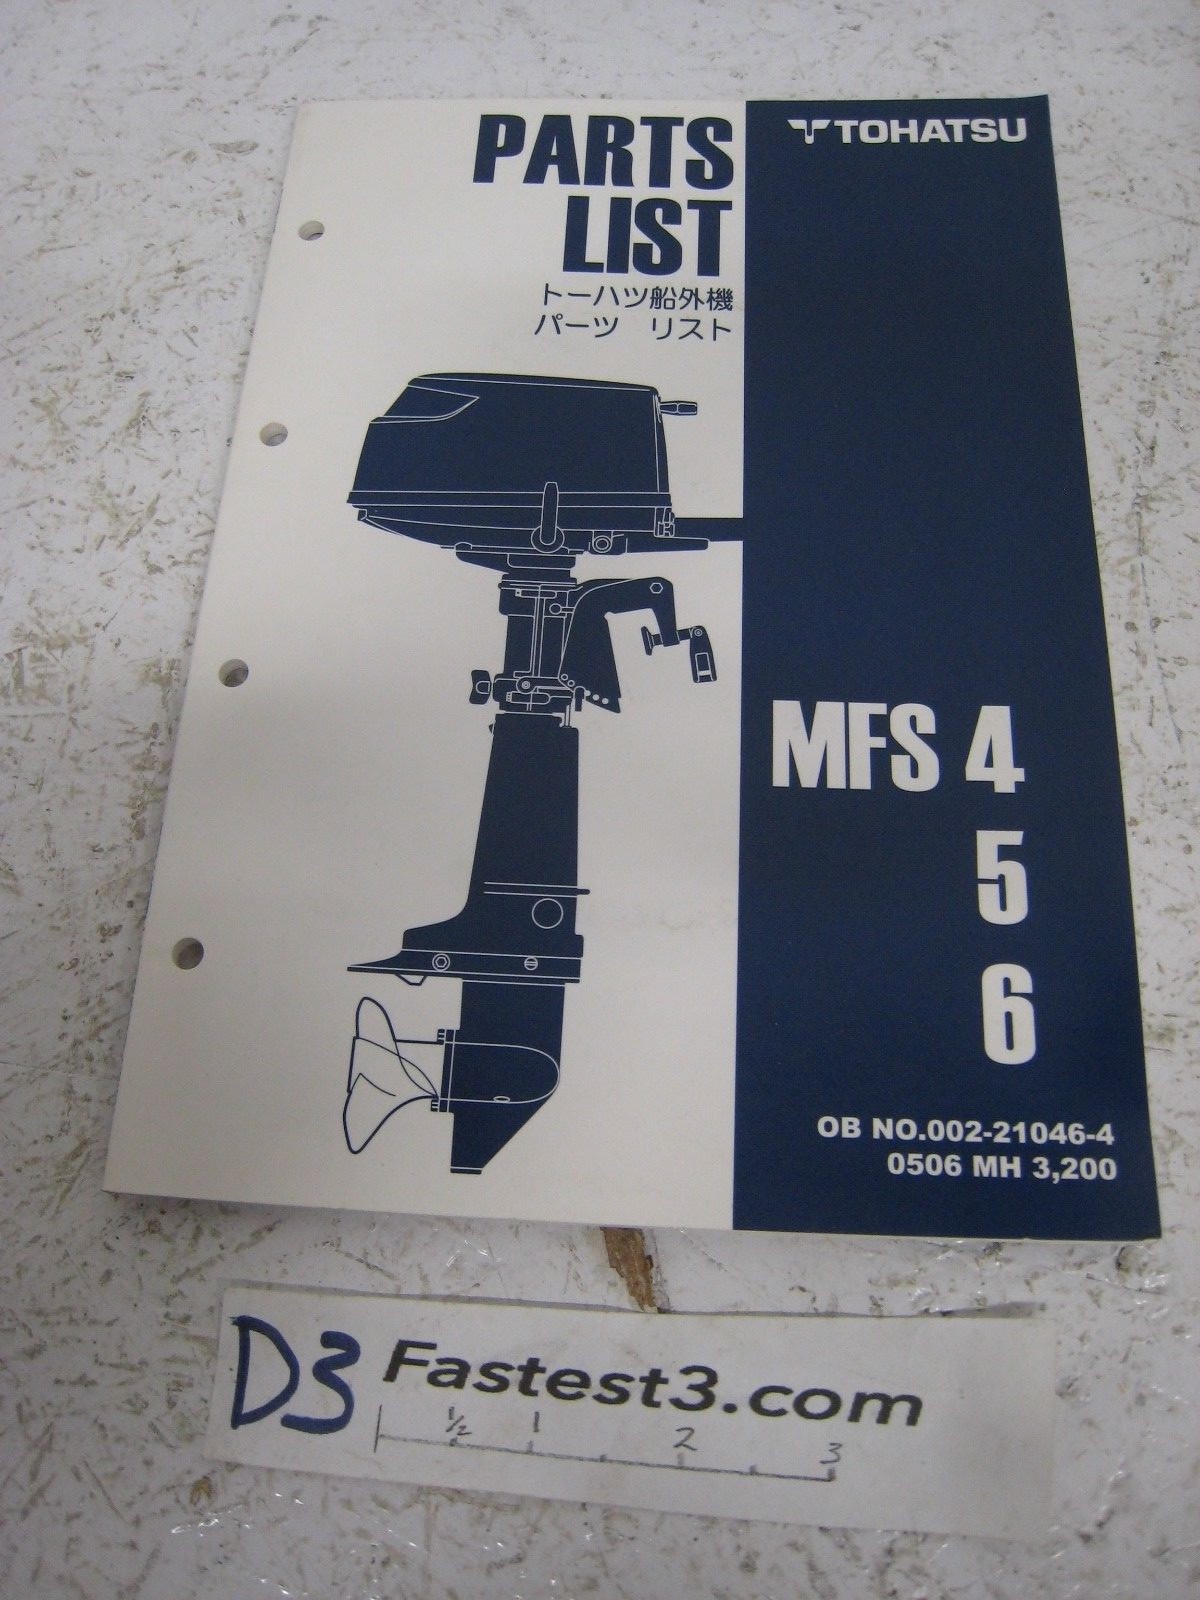 PARTS
LIST
トーハツ船外機
パーツ リスト
TOHATSU
MFS 4
5
6
OB NO.002-21046-4
0506 MH 3,200
D3
Fastest3.com
1/2 1 2 3